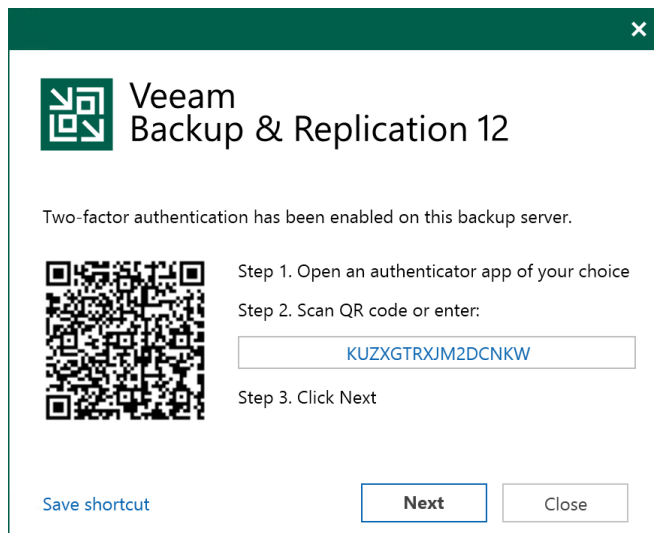 Veeam
Backup & Replication 12
Two-factor authentication has been enabled on this backup server.
Step 1. Open an authenticator app of your choice
Step 2. Scan QR code or enter:
KUZXGTRXJM2DCNKW
Step 3. Click Next
Save shortcut
Next
Close